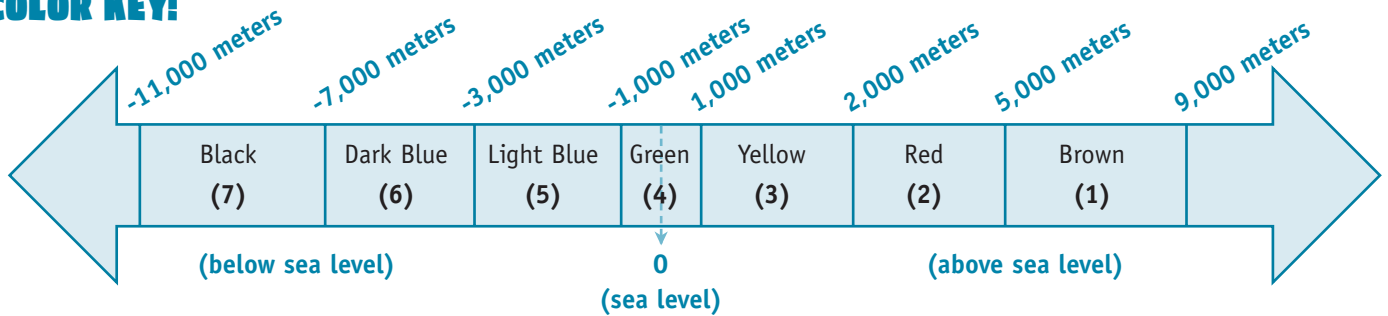 COLOR KEY!
-11,000 meters
-7,000 meters
-3,000 meters
-1,000 meters
1,000 meters
2,000 meters
5,000 meters
9,000 meters
Black
(7)
Dark Blue
(6)
Light Blue
(5)
Green
(4)
Yellow
(3)
Red
(2)
Brown
(1)
(below sea level)
0
(sea level)
(above sea level)